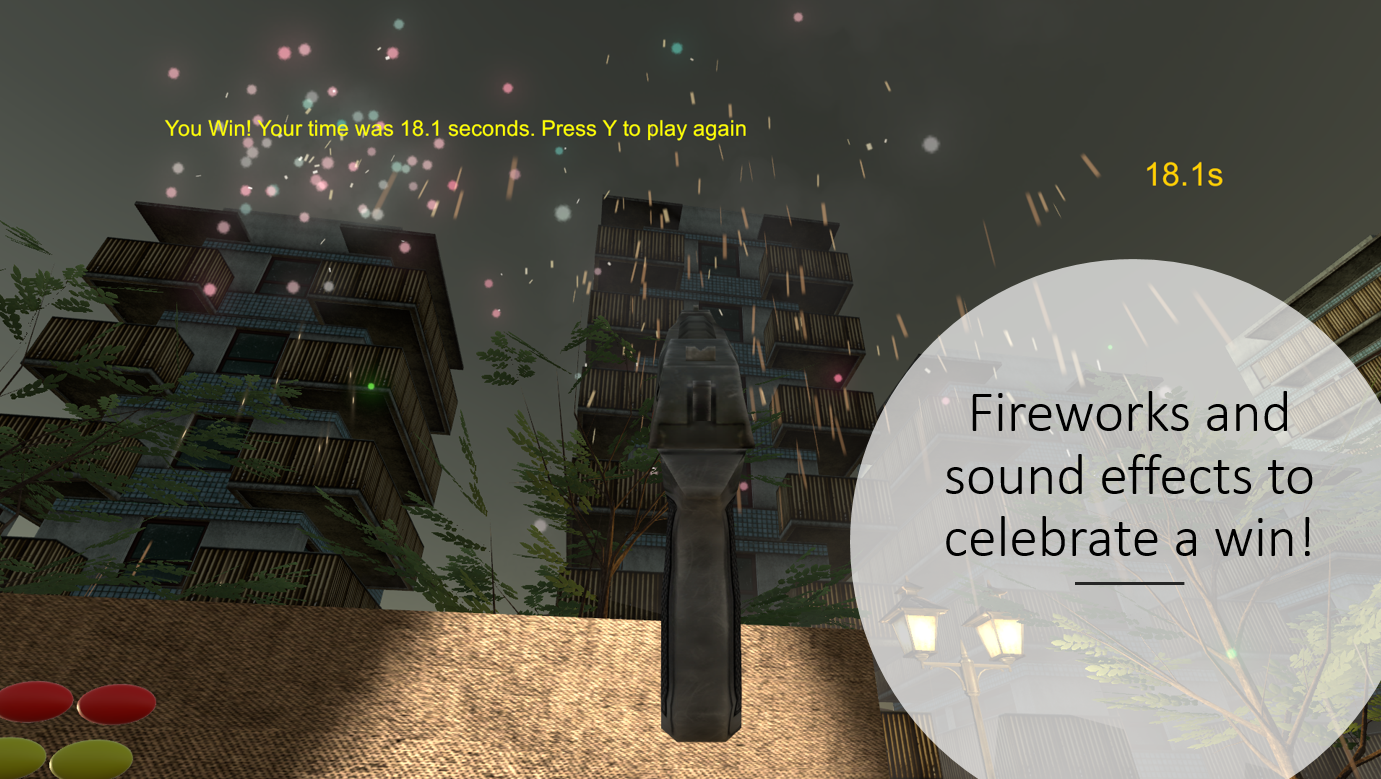 You Win! Your time was 18.1 seconds. Press Y to play again
18.1s
Fireworks and
sound effects to
celebrate a win!